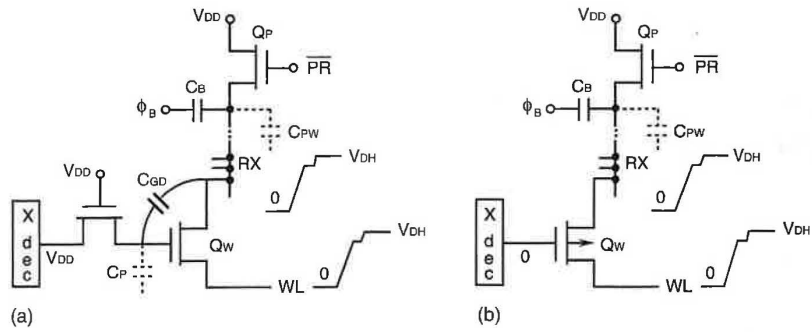 VDD
QP
PR
CB
ϕB
CPW
RX
VDD
CGD
VDH
0
X dec
VDD
CP
QW
VDH
0
WL
(a)
VDD
QP
PR
CB
ϕB
CPW
RX
VDH
0
X dec
0
QW
VDH
0
WL
(b)